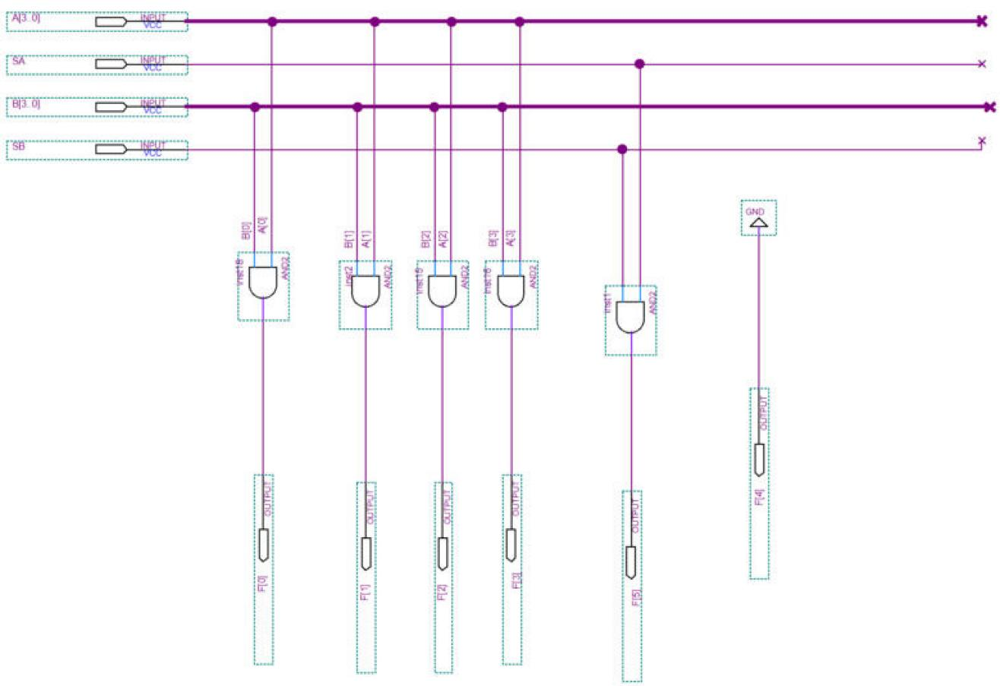 A[3..0] INPUT VCC
SA INPUT VCC
B[3..0] INPUT VCC
SB INPUT VCC
GND
B[0] A[0] B[1] A[1] B[2] A[2] B[3] A[3]
inst18 AND2 inst2 AND2 AND2 AND2
inst1 AND2
OUTPUT
F[4]
OUTPUT OUTPUT OUTPUT OUTPUT OUTPUT
F[0] F[1] F[2] F[3] F[5]